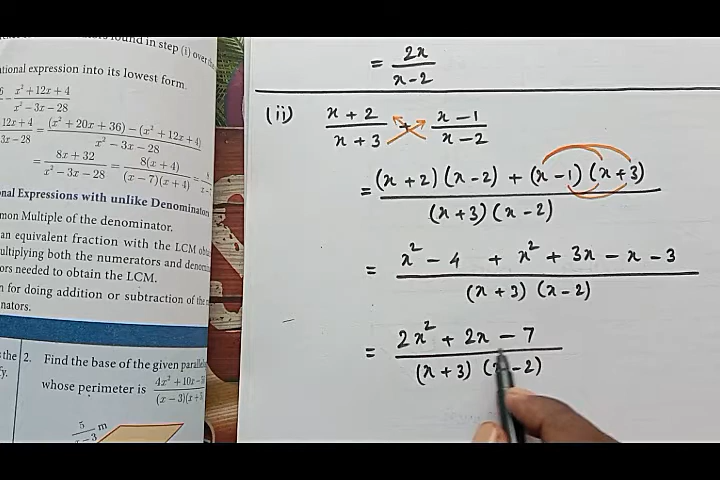 found in step (i) over
ational expression into its lowest form.
x² + 12x + 4
x² − 3x − 28
12x + 4
3x − 28
= (x² + 20x + 36) − (x² + 12x + 4)
x² − 3x − 28
= 8x + 32 / x² − 3x − 28 = 8(x + 4) / (x − 7)(x + 4) =
nal Expressions with unlike Denominators
mon Multiple of the denominator.
an equivalent fraction with the LCM
ultiplying both the numerators and
ors needed to obtain the LCM.
n for doing addition or subtraction of the
nators.
the
2. Find the base of the given
whose perimeter is
(x − 3)
5
m
= 2x / x − 2
(ii) x + 2 / x + 3 + x − 1 / x − 2
= (x + 2)(x − 2) + (x − 1)(x + 3) / (x + 3)(x − 2)
= x² − 4 + x² + 3x − x − 3 / (x + 3)(x − 2)
= 2x² + 2x − 7 / (x + 3)(x − 2)